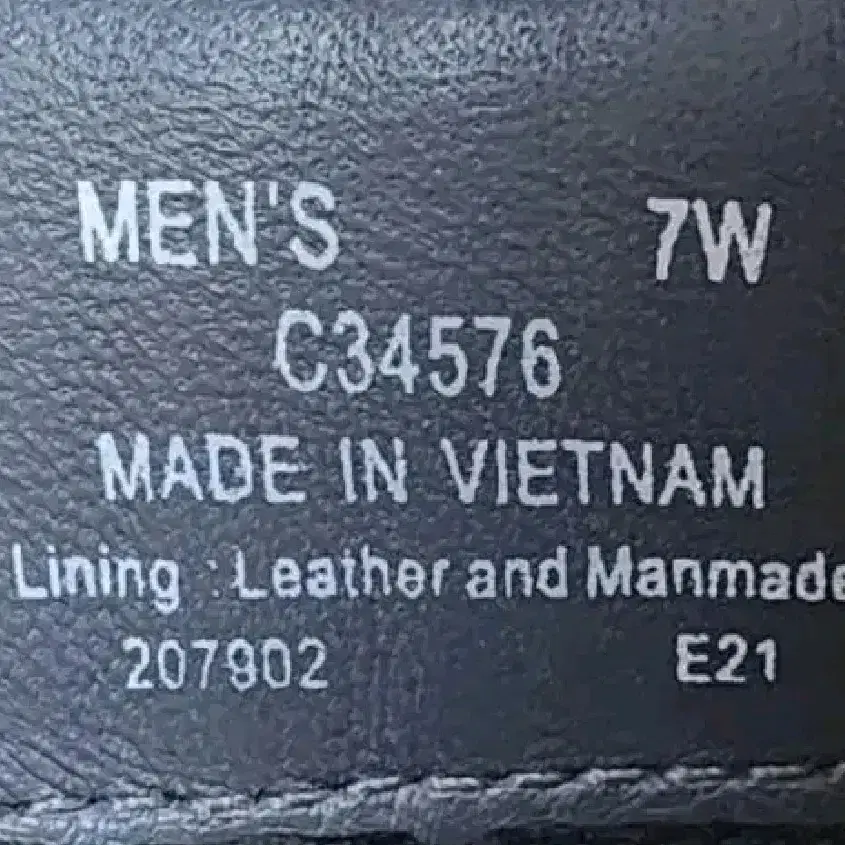 MEN'S 7W
C34576
MADE IN VIETNAM
Lining : Leather and Manmade
207902 E21